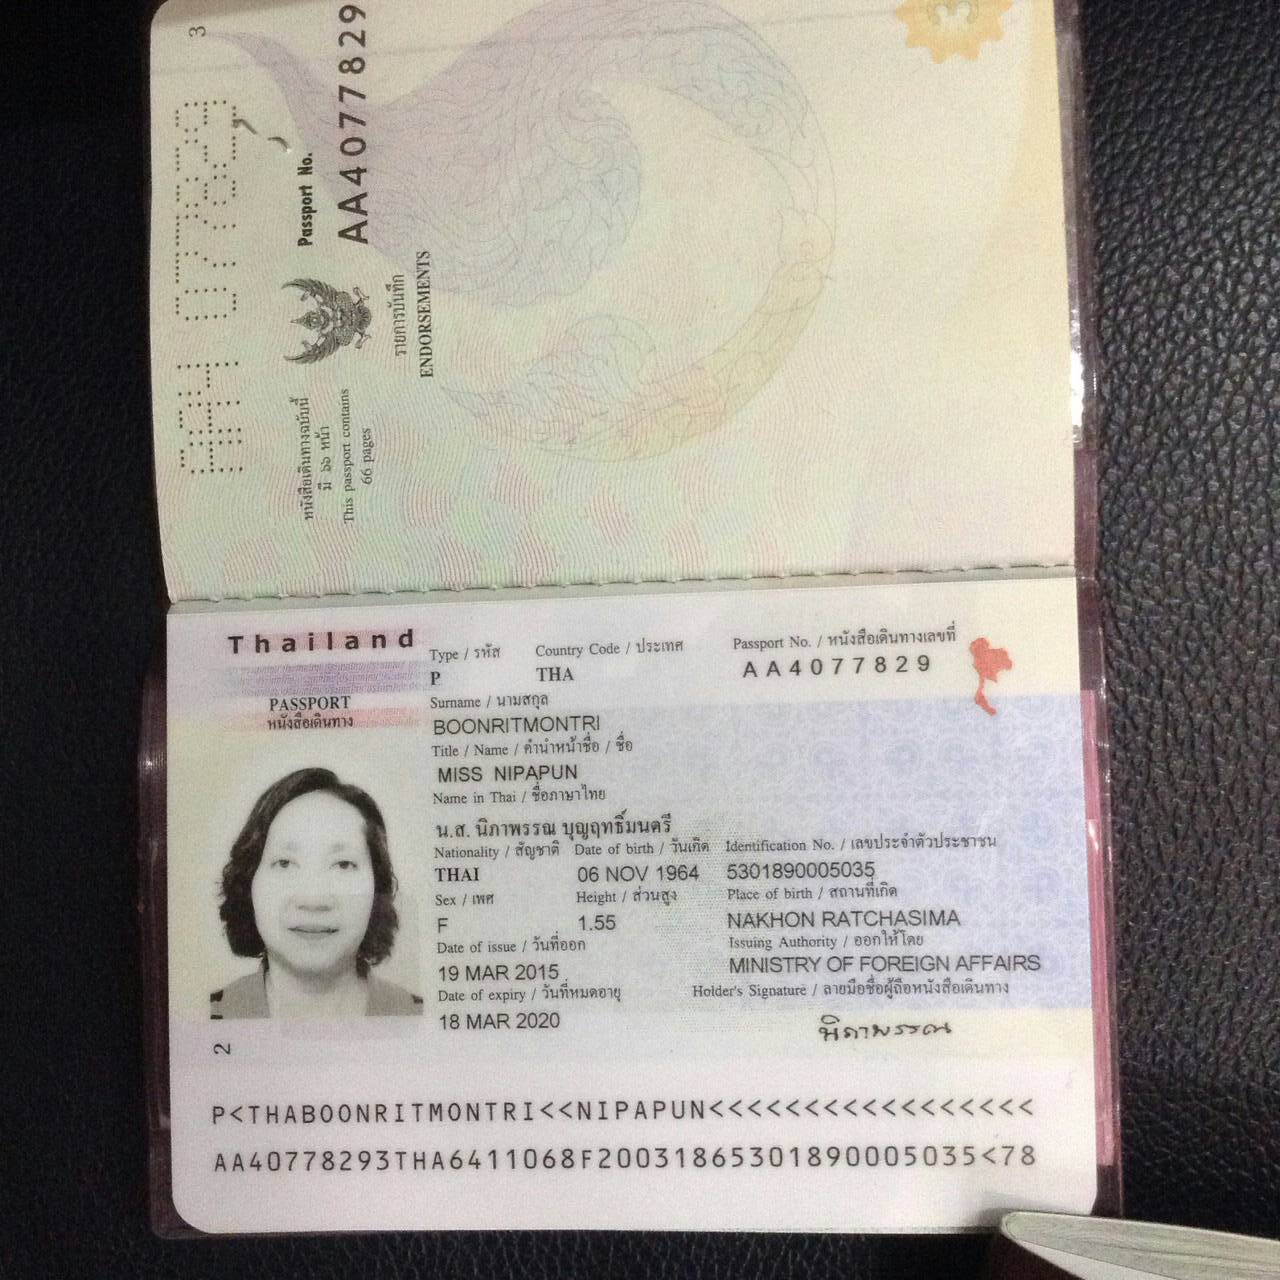 3
AA4077829
Passport No.
AA4077829
รายการบันทึก
ENDORSEMENTS
หนังสือเดินทางฉบับนี้
มี ๖๖ หน้า
This passport contains
66 pages
Thailand
PASSPORT
หนังสือเดินทาง
Type / รหัส Country Code / ประเทศ Passport No. / หนังสือเดินทางเลขที่
P THA AA4077829
Surname / นามสกุล
BOONRITMONTRI
Title / Name / คำนำหน้าชื่อ / ชื่อ
MISS NIPAPUN
Name in Thai / ชื่อภาษาไทย
น.ส. นิภาพรรณ บุญฤทธิ์มนตรี
Nationality / สัญชาติ Date of birth / วันเกิด Identification No. / เลขประจำตัวประชาชน
THAI 06 NOV 1964 5301890005035
Sex / เพศ Height / ส่วนสูง Place of birth / สถานที่เกิด
F 1.55 NAKHON RATCHASIMA
Date of issue / วันที่ออก Issuing Authority / ออกให้โดย
19 MAR 2015 MINISTRY OF FOREIGN AFFAIRS
Date of expiry / วันที่หมดอายุ Holder's Signature / ลายมือชื่อผู้ถือหนังสือเดินทาง
18 MAR 2020 นิภาพรรณ
2
P<THABOONRITMONTRI<<NIPAPUN<<<<<<<<<<<<<<<<<
AA40778293THA6411068F20031865301890005035<78